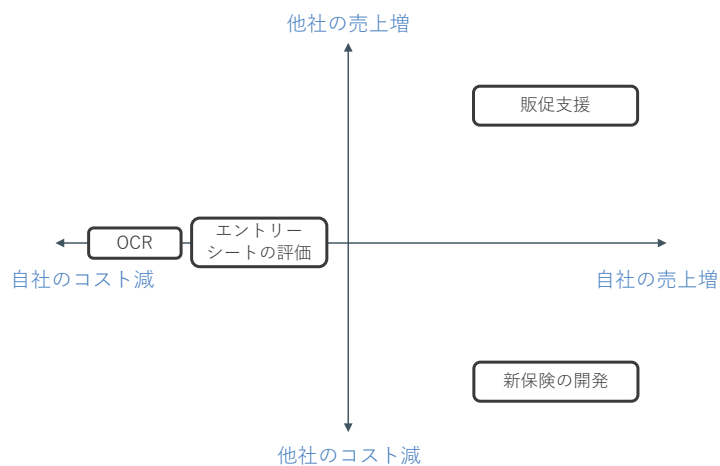 他社の売上増
販促支援
OCR
エントリー
シートの評価
自社のコスト減
自社の売上増
新保険の開発
他社のコスト減